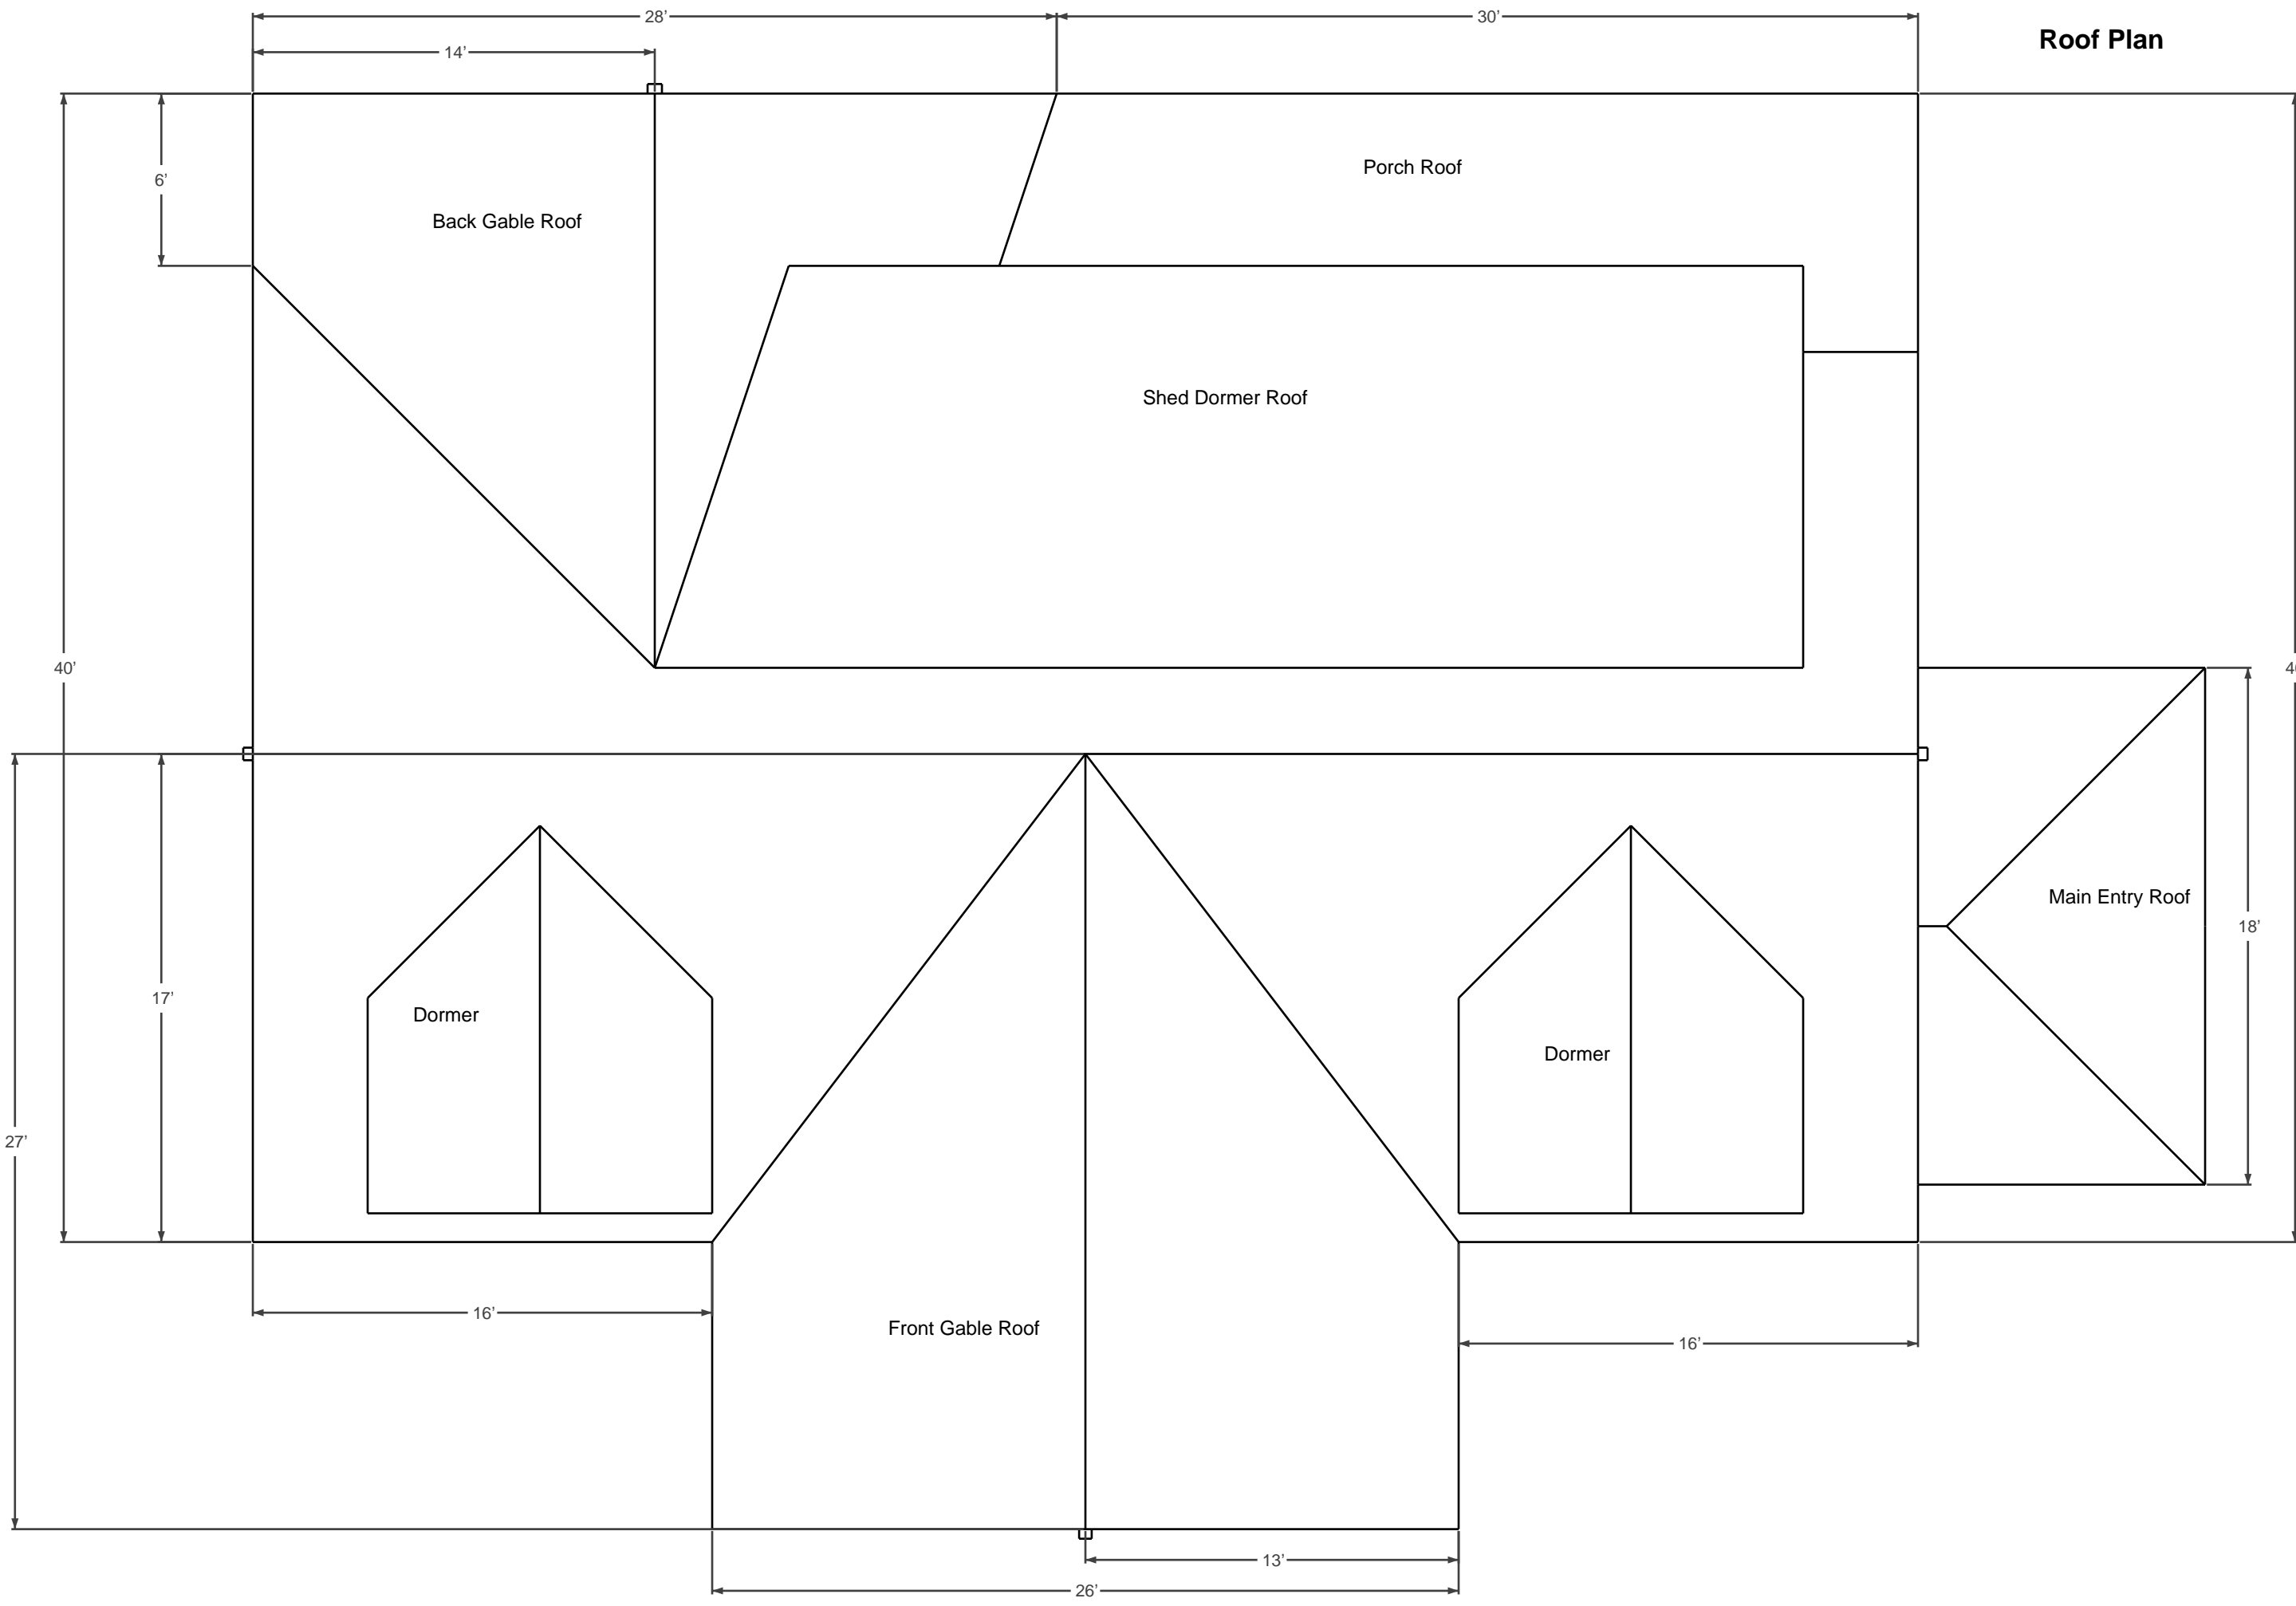 28’
30’
Roof Plan
14’
Porch Roof
6’
Back Gable Roof
Shed Dormer Roof
40’
18’
Main Entry Roof
17’
Dormer
Dormer
27’
16’
Front Gable Roof
16’
13’
26’